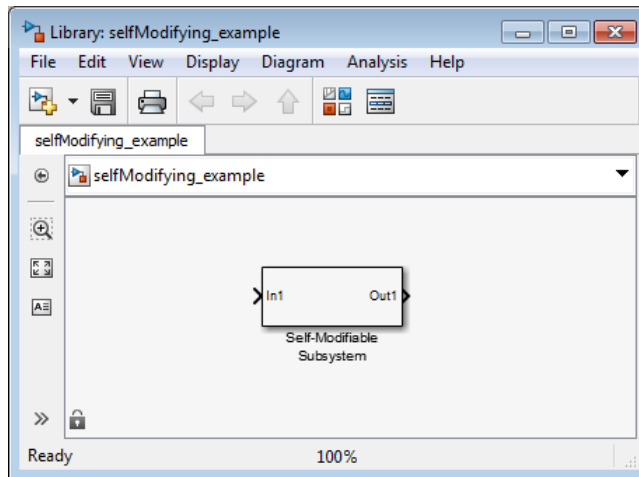 Library: selfModifying_example
File Edit View Display Diagram Analysis Help
selfModifying_example
selfModifying_example
In1 Out1
Self-Modifiable
Subsystem
Ready 100%